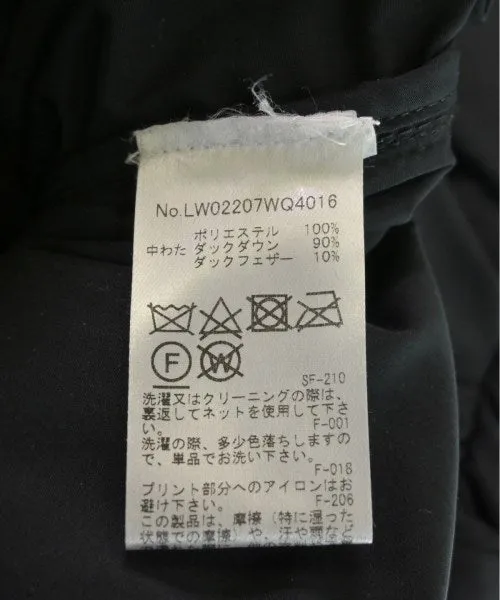 No.LW02207WQ4016
ポリエステル 100%
中わた ダックダウン 90%
ダックフェザー 10%
F W
SF-210
洗濯又はクリーニングの際は、
裏返してネットを使用して下さ
い。 F-001
洗濯の際、多少色落ちしますの
で、単品でお洗い下さい。
F-018
プリント部分へのアイロンはお
避け下さい。 F-206
この製品は、摩擦（特に湿った
状態での摩擦）や、汗や雨など